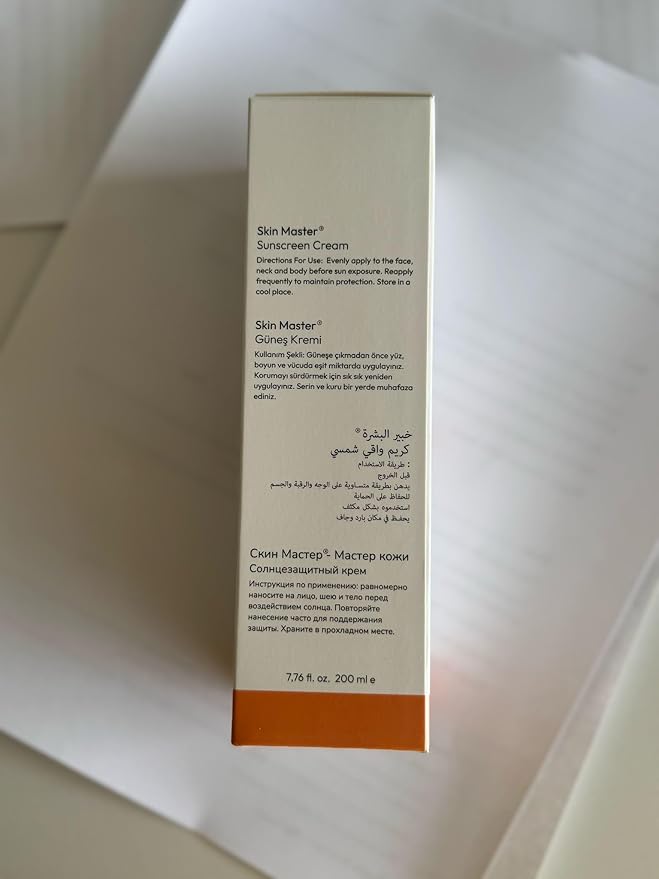 Skin Master®
Sunscreen Cream
Directions For Use: Evenly apply to the face,
neck and body before sun exposure. Reapply
frequently to maintain protection. Store in a
cool place.
Skin Master®
Güneş Kremi
Kullanım Şekli: Güneşe çıkmadan önce yüz,
boyun ve vücuda eşit miktarda uygulayınız.
Korumayı sürdürmek için sık sık yeniden
uygulayınız. Serin ve kuru bir yerde muhafaza
ediniz.
خبير البشرة®
كريم واقي شمسي
: طريقة الاستخدام
قبل الخروج
يدهن بطريقة متساوية على الوجه والرقبة والجسم
للحفاظ على الحماية
استخدموه بشكل مكثف
يحفظ في مكان بارد وجاف
Скин Мастер®- Мастер кожи
Солнцезащитный крем
Инструкция по применению: равномерно
наносите на лицо, шею и тело перед
воздействием солнца. Повторяйте
нанесение часто для поддержания
защиты. Храните в прохладном месте.
7,76 fl. oz. 200 ml e